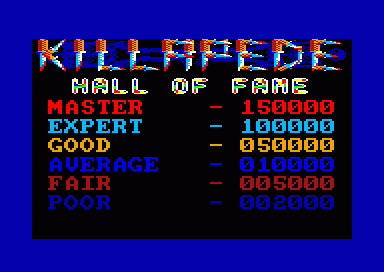 KILLAPEDE
HALL OF FAME
MASTER - 150000
EXPERT - 100000
GOOD - 050000
AVERAGE - 010000
FAIR - 005000
POOR - 002000